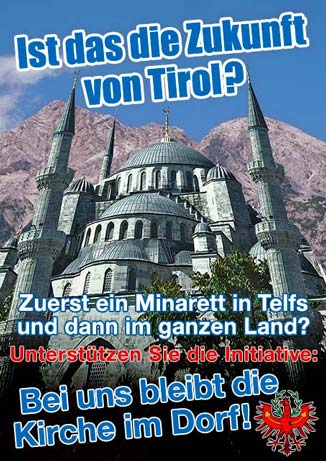 Ist das die Zukunft
von Tirol?
Zuerst ein Minarett in Telfs
und dann im ganzen Land?
Unterstützen Sie die Initiative:
Bei uns bleibt die
Kirche im Dorf!